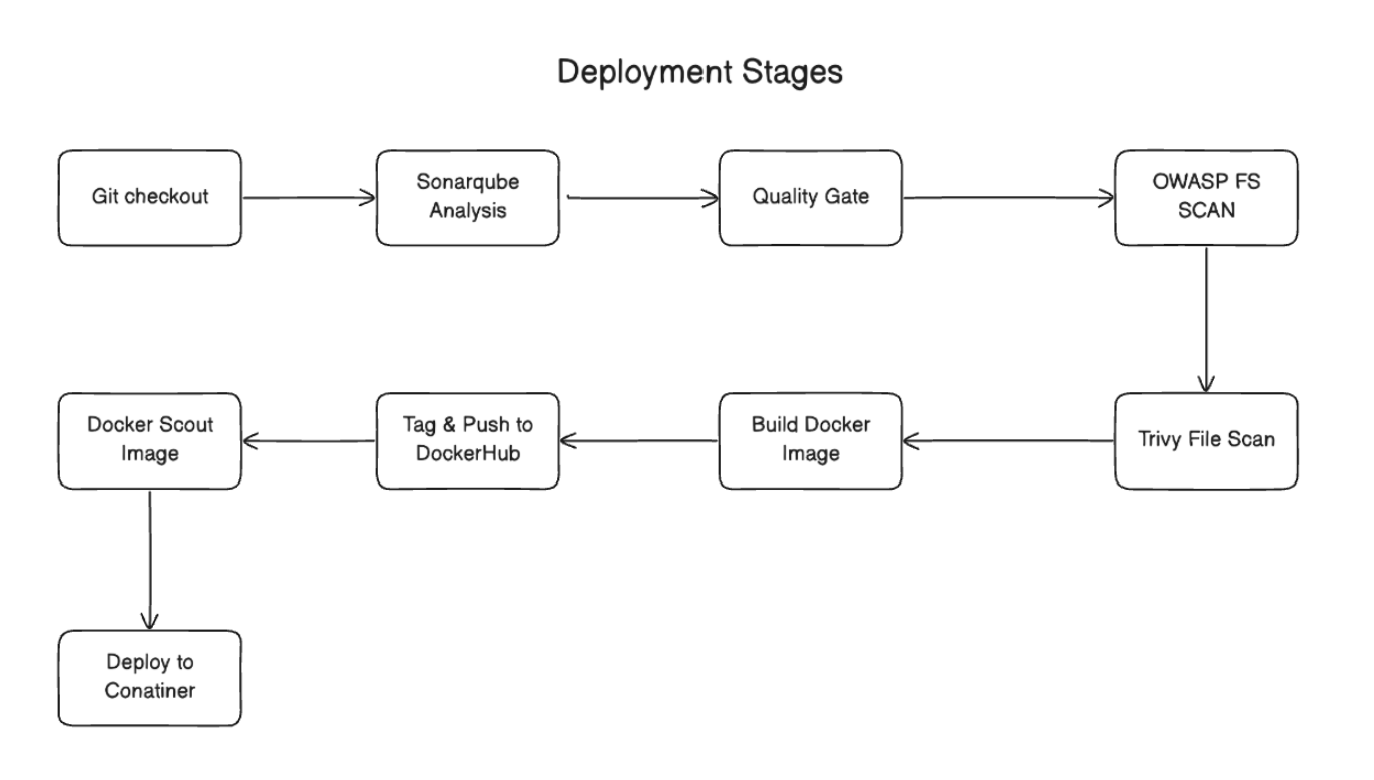 Deployment Stages
Git checkout
Sonarqube
Analysis
Quality Gate
OWASP FS
SCAN
Docker Scout
Image
Tag & Push to
DockerHub
Build Docker
Image
Trivy File Scan
Deploy to
Conatiner